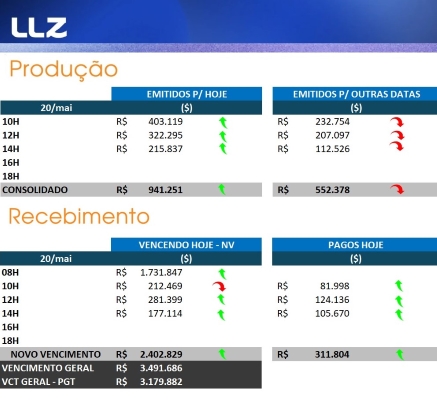 LLZ
Produção
EMITIDOS P/ HOJE EMITIDOS P/ OUTRAS DATAS
20/mai ($) ($)
10H R$ 403.119 R$ 232.754
12H R$ 322.295 R$ 207.097
14H R$ 215.837 R$ 112.526
16H
18H
CONSOLIDADO R$ 941.251 R$ 552.378
Recebimento
VENCENDO HOJE - NV PAGOS HOJE
20/mai ($) ($)
08H R$ 1.731.847
10H R$ 212.469 R$ 81.998
12H R$ 281.399 R$ 124.136
14H R$ 177.114 R$ 105.670
16H
18H
NOVO VENCIMENTO R$ 2.402.829 R$ 311.804
VENCIMENTO GERAL R$ 3.491.686
VCT GERAL - PGT R$ 3.179.882